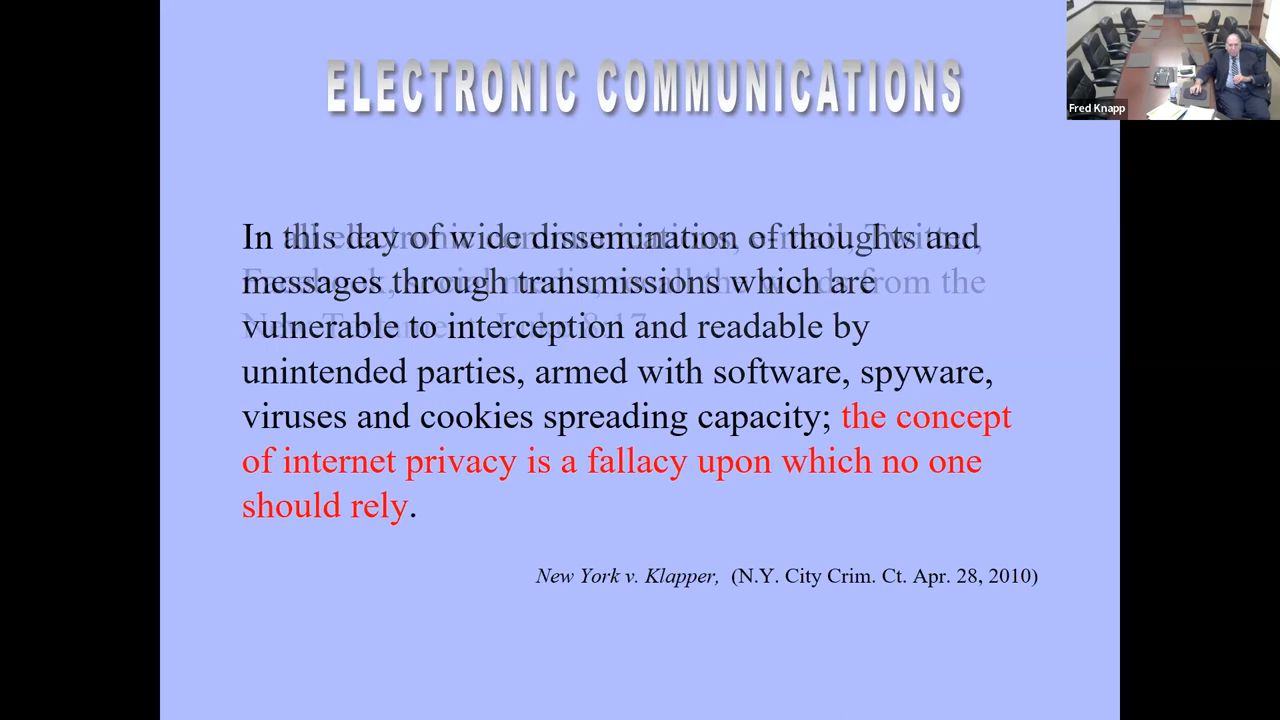 ELECTRONIC COMMUNICATIONS
Fred Knapp
In this day of wide dissemination of thoughts and
messages through transmissions which are
vulnerable to interception and readable by
unintended parties, armed with software, spyware,
viruses and cookies spreading capacity; the concept
of internet privacy is a fallacy upon which no one
should rely.
New York v. Klapper, (N.Y. City Crim. Ct. Apr. 28, 2010)